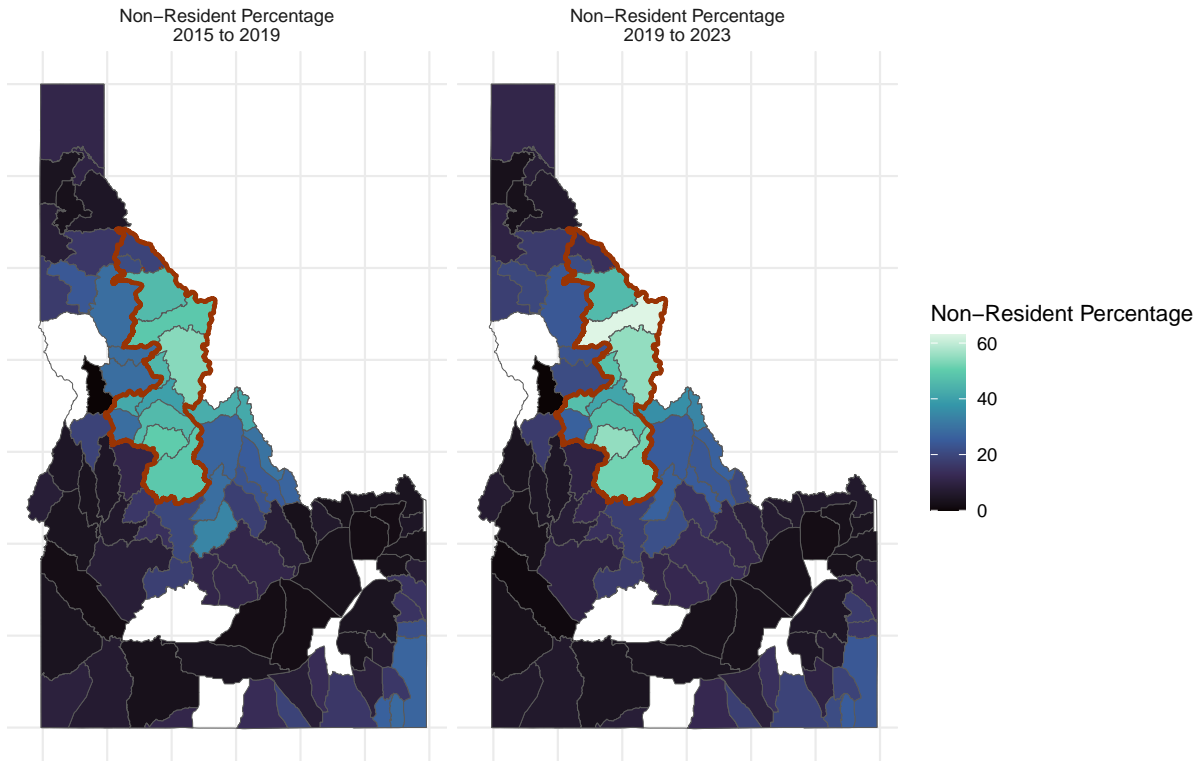 Non−Resident Percentage
2015 to 2019
Non−Resident Percentage
2019 to 2023
Non−Resident Percentage
60
40
20
0